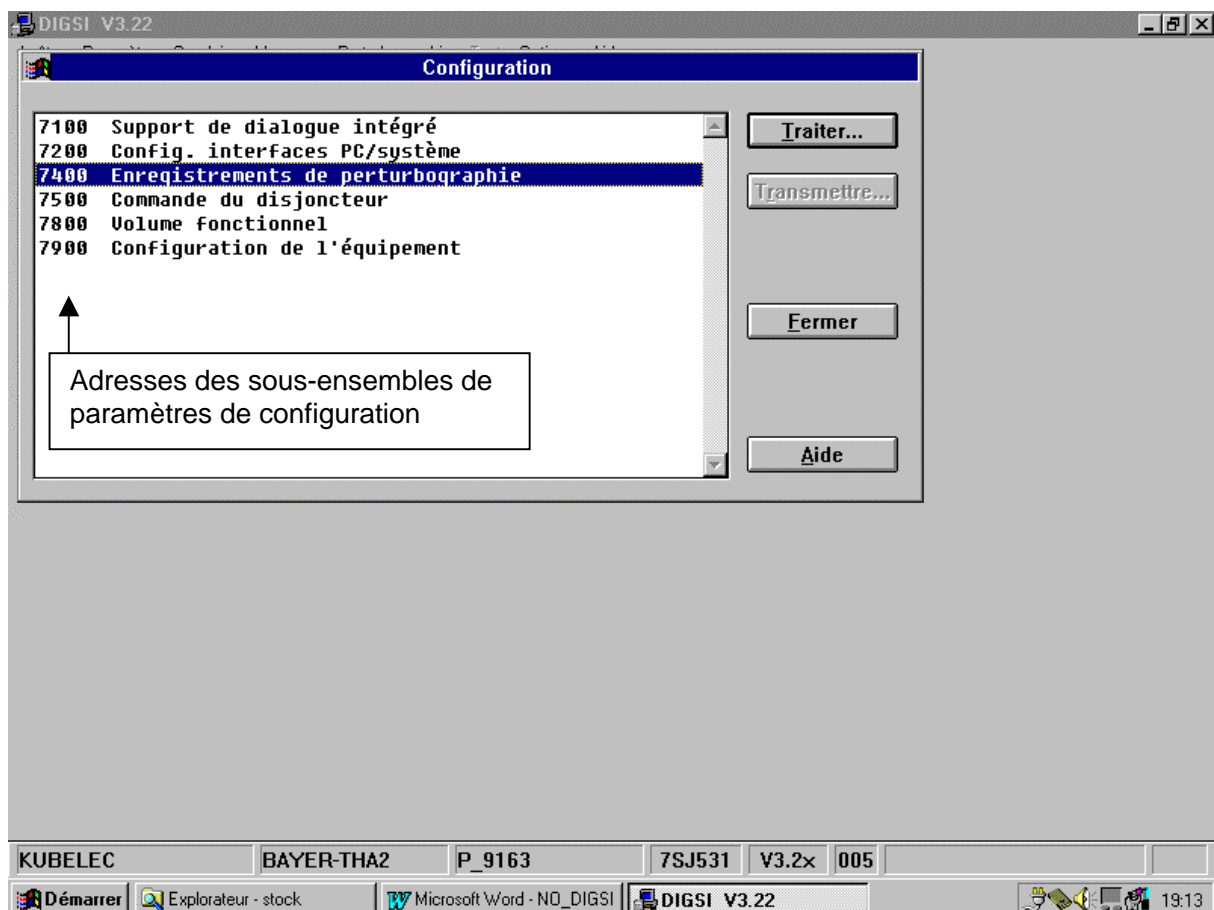 DIGSI V3.22
Configuration
7100 Support de dialogue intégré
7200 Config. interfaces PC/système
7400 Enregistrements de perturbographie
7500 Commande du disjoncteur
7800 Volume fonctionnel
7900 Configuration de l'équipement
Traiter...
Transmettre...
Fermer
Aide
Adresses des sous-ensembles de
paramètres de configuration
KUBELEC BAYER-THA2 P_9163 7SJ531 V3.2x 005
Démarrer Explorateur - stock Microsoft Word - NO_DIGSI DIGSI V3.22 19:13